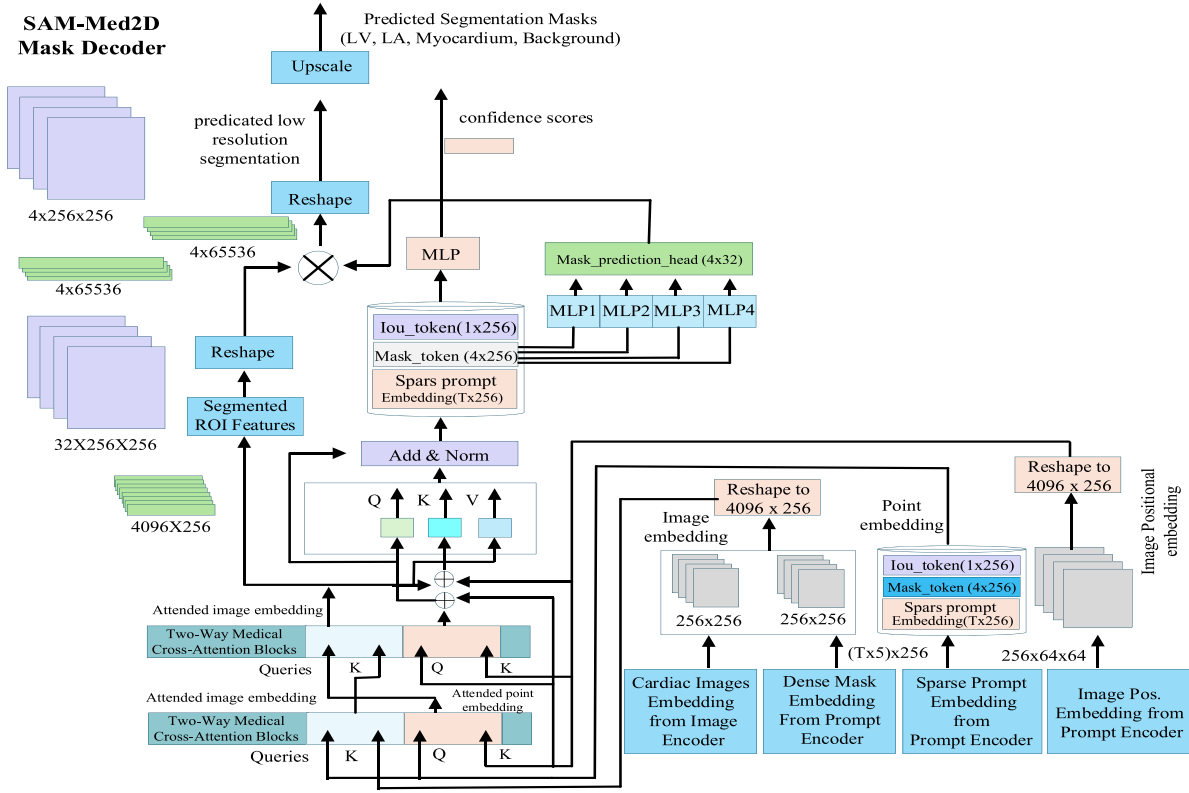 SAM-Med2D
Mask Decoder
Predicted Segmentation Masks
(LV, LA, Myocardium, Background)
Upscale
predicated low
resolution
segmentation
confidence scores
4x256x256
Reshape
4x65536
4x65536
MLP
Mask_prediction_head (4x32)
MLP1
MLP2
MLP3
MLP4
Iou_token(1x256)
Mask_token (4x256)
Spars prompt
Embedding(Tx256)
Reshape
Segmented
ROI Features
32X256X256
Add & Norm
Q
K
V
4096X256
Reshape to
4096 x 256
Reshape to
4096 x 256
Image
embedding
Point
embedding
Image Positional
embedding
256x256
256x256
Iou_token(1x256)
Mask_token (4x256)
Spars prompt
Embedding(Tx256)
(Tx5)x256
256x64x64
Cardiac Images
Embedding
from Image
Encoder
Dense Mask
Embedding
From Prompt
Encoder
Sparse Prompt
Embedding
from
Prompt Encoder
Image Pos.
Embedding from
Prompt Encoder
Attended image embedding
Two-Way Medical
Cross-Attention Blocks
Queries
K
Q
K
Attended image embedding
Attended point
embedding
Two-Way Medical
Cross-Attention Blocks
Queries
K
Q
K